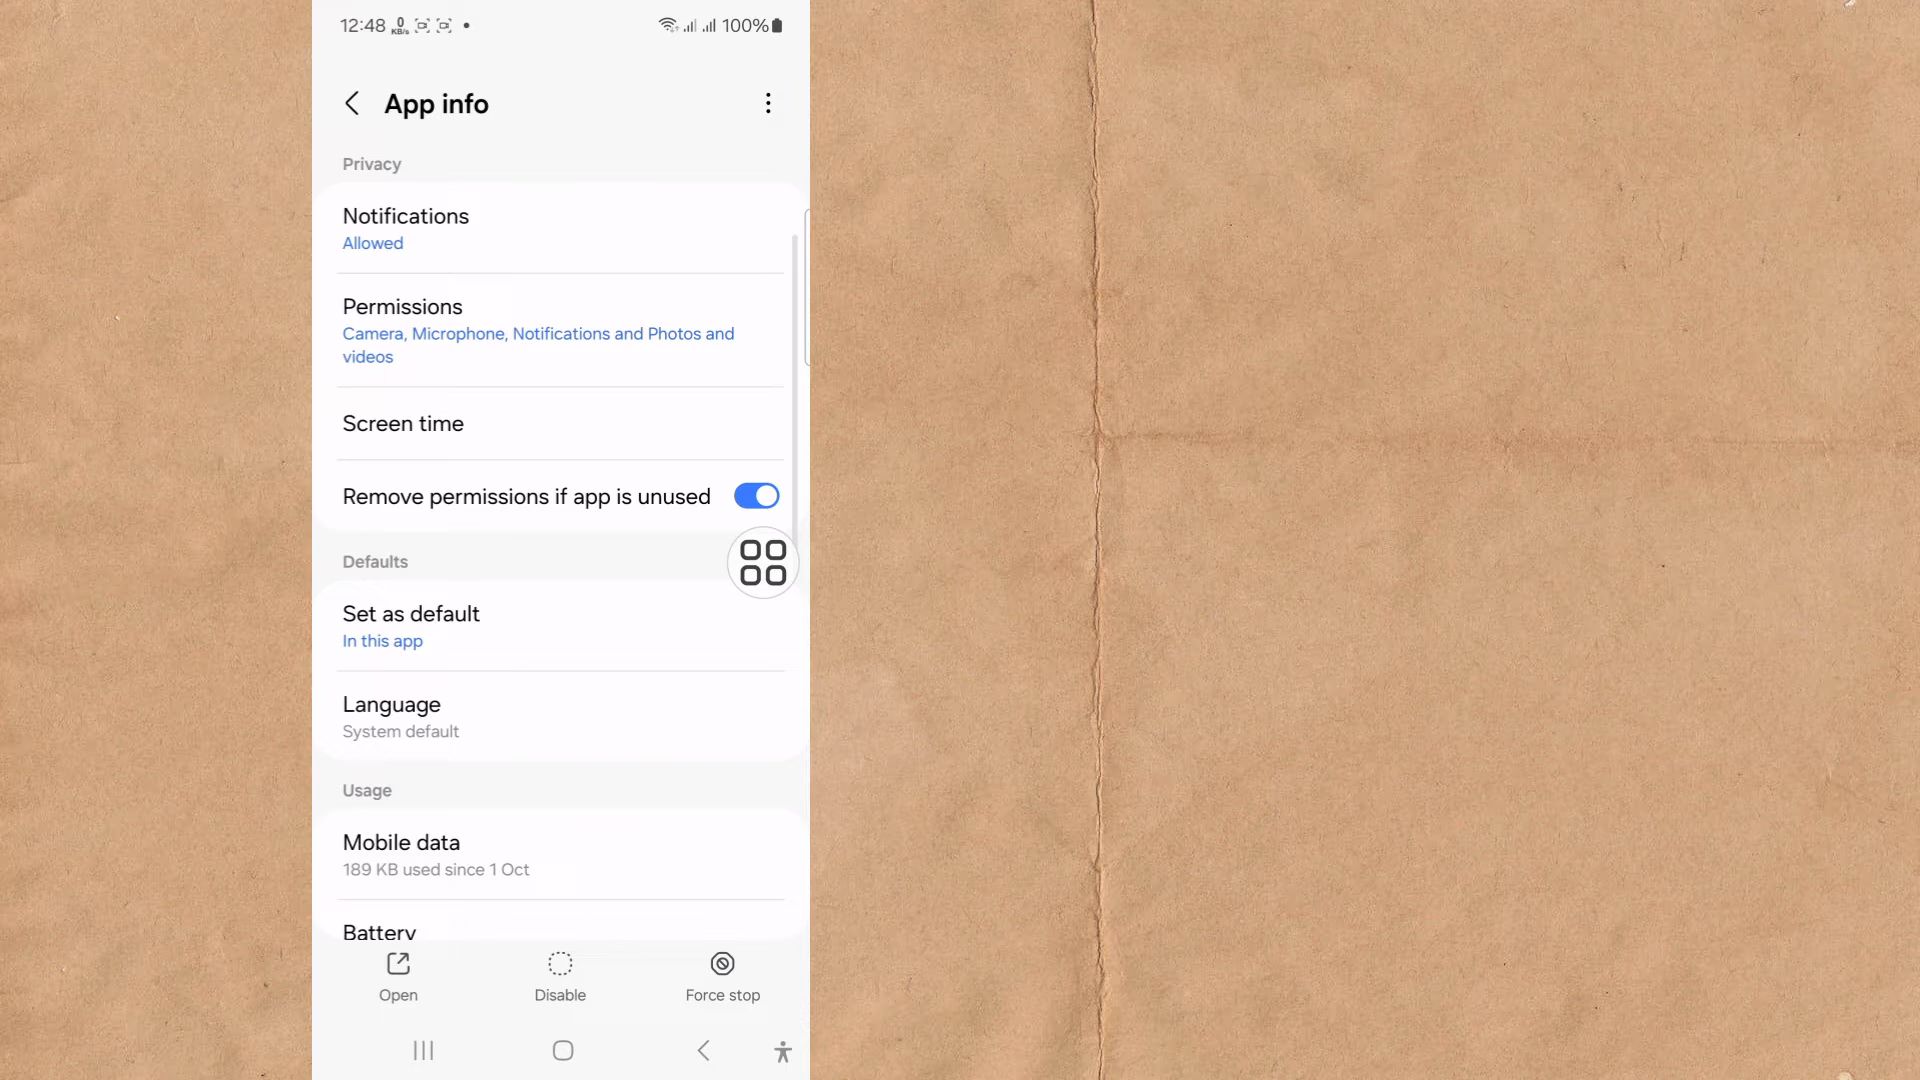 12:48 0 KB/s 100%
App info
Privacy
Notifications
Allowed
Permissions
Camera, Microphone, Notifications and Photos and
videos
Screen time
Remove permissions if app is unused
Defaults
Set as default
In this app
Language
System default
Usage
Mobile data
189 KB used since 1 Oct
Battery
Open Disable Force stop